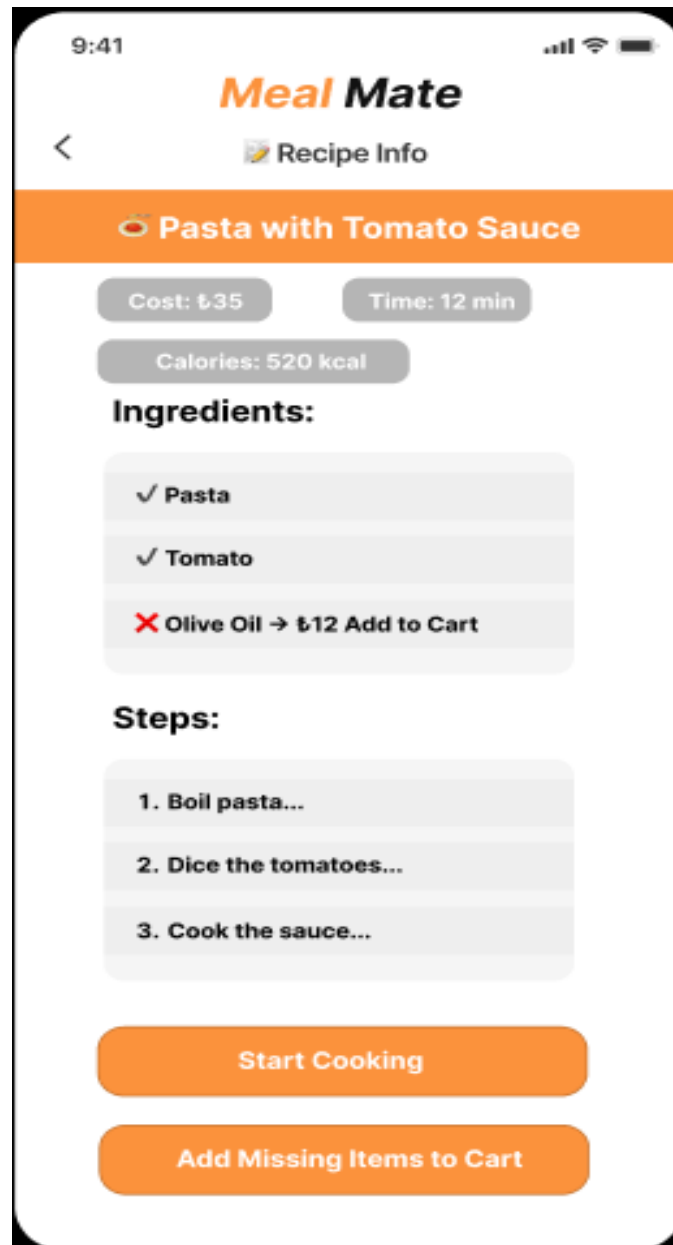 9:41
Meal Mate
Recipe Info
Pasta with Tomato Sauce
Cost: ₺35 Time: 12 min
Calories: 520 kcal
Ingredients:
✓ Pasta
✓ Tomato
❌ Olive Oil → ₺12 Add to Cart
Steps:
1. Boil pasta...
2. Dice the tomatoes...
3. Cook the sauce...
Start Cooking
Add Missing Items to Cart